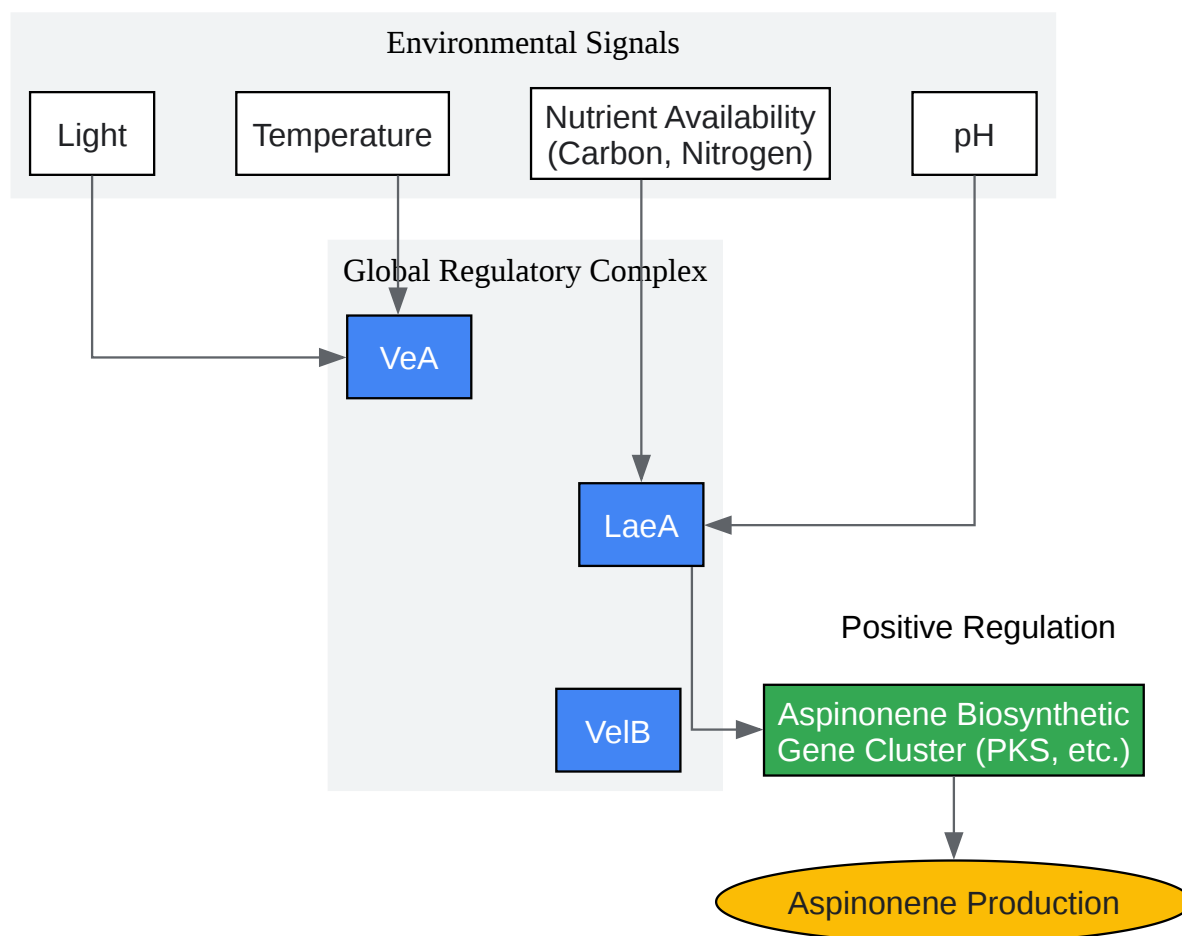 Environmental Signals
Light
Temperature
Nutrient Availability
(Carbon, Nitrogen)
pH
Global Regulatory Complex
VeA
LaeA
Positive Regulation
VelB
Aspinonene Biosynthetic
Gene Cluster (PKS, etc.)
Aspinonene Production